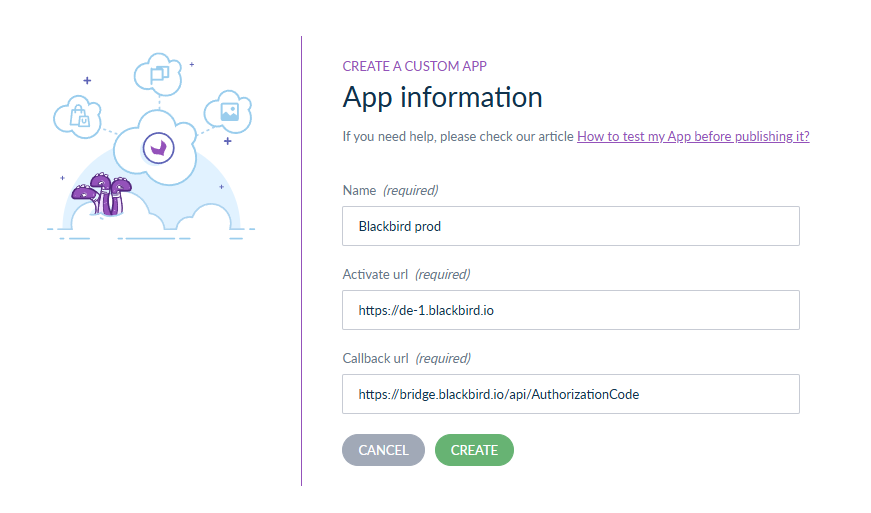 CREATE A CUSTOM APP
App information
If you need help, please check our article How to test my App before publishing it?
Name (required)
Blackbird prod
Activate url (required)
https://de-1.blackbird.io
Callback url (required)
https://bridge.blackbird.io/api/AuthorizationCode
CANCEL CREATE